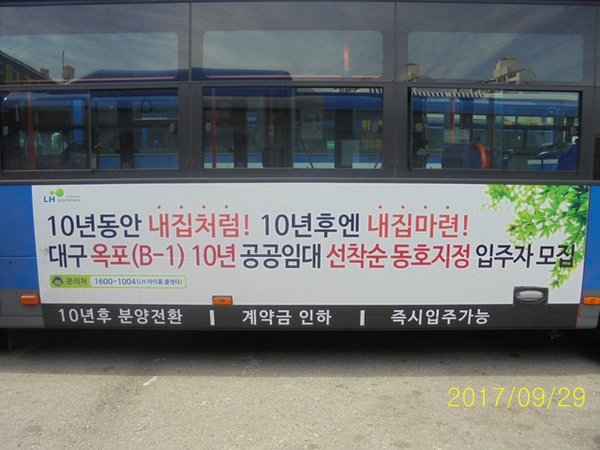 LH
10년동안 내집처럼! 10년후엔 내집마련!
대구 옥포(B-1) 10년 공공임대 선착순 동호지정 입주자 모집
문의처 1600-1004(LH 마이홈 콜센터)
10년후 분양전환 | 계약금 인하 | 즉시입주가능
2017/09/29